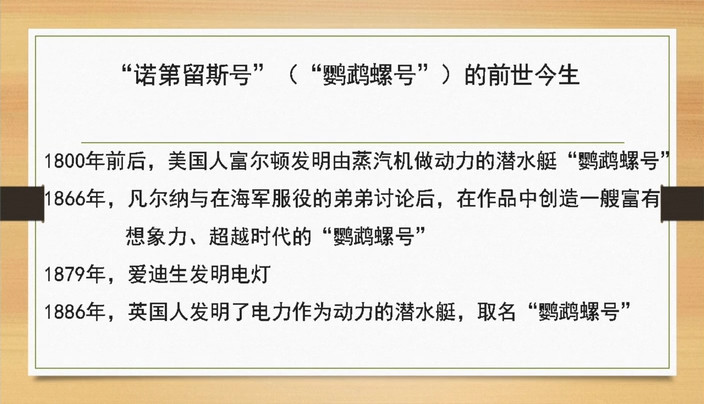 “诺第留斯号”（“鹦鹉螺号”）的前世今生
1800年前后，美国人富尔顿发明由蒸汽机做动力的潜水艇“鹦鹉螺号”
1866年，凡尔纳与在海军服役的弟弟讨论后，在作品中创造一艘富有
想象力、超越时代的“鹦鹉螺号”
1879年，爱迪生发明电灯
1886年，英国人发明了电力作为动力的潜水艇，取名“鹦鹉螺号”